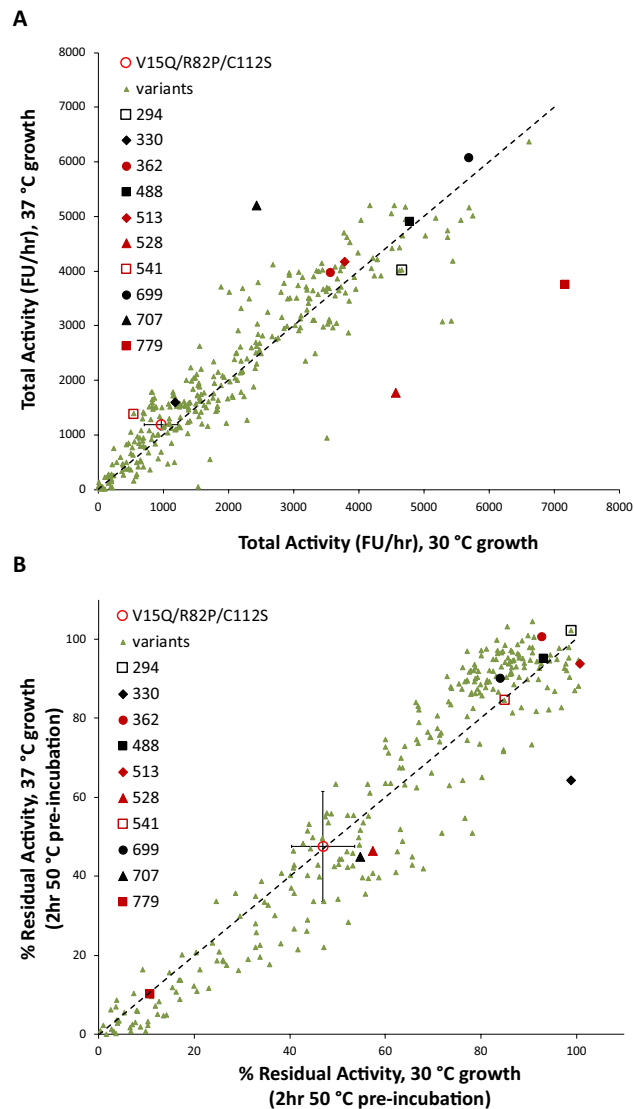 A
Total Activity (FU/hr), 37 °C growth
8000
7000
6000
5000
4000
3000
2000
1000
0
V15Q/R82P/C112S
variants
294
330
362
488
513
528
541
699
707
779
0 1000 2000 3000 4000 5000 6000 7000 8000
Total Activity (FU/hr), 30 °C growth
B
% Residual Activity, 37 °C growth
(2hr 50 °C pre-incubation)
100
80
60
40
20
0
V15Q/R82P/C112S
variants
294
330
362
488
513
528
541
699
707
779
0 20 40 60 80 100
% Residual Activity, 30 °C growth
(2hr 50 °C pre-incubation)